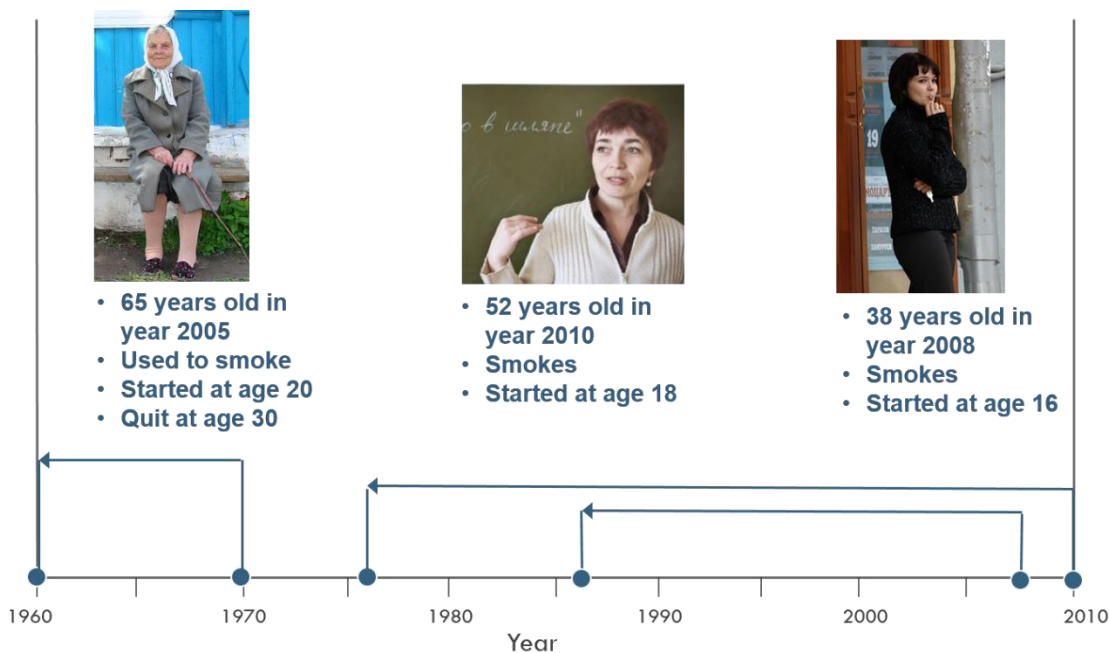 о в шляпе"
• 65 years old in
year 2005
• Used to smoke
• Started at age 20
• Quit at age 30
• 52 years old in
year 2010
• Smokes
• Started at age 18
19
• 38 years old in
year 2008
• Smokes
• Started at age 16
1960
1970
1980
1990
2000
2010
Year